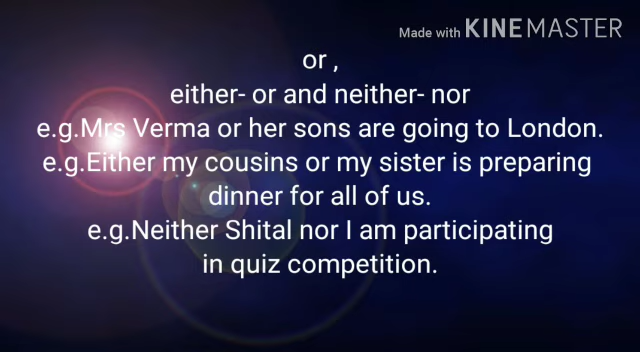 Made with KINEMASTER
or ,
either- or and neither- nor
e.g.Mrs Verma or her sons are going to London.
e.g.Either my cousins or my sister is preparing
dinner for all of us.
e.g.Neither Shital nor I am participating
in quiz competition.